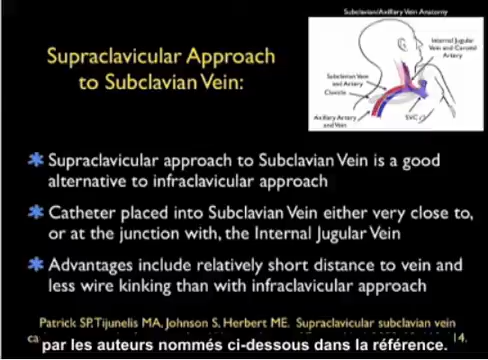 Subclavian/Axillary Vein Anatomy
Supraclavicular Approach
to Subclavian Vein:
Internal Jugular
Vein and Carotid
Artery
Subclavian Vein
and Artery
Clavicle
Axillary Artery
and Vein
SVC
Supraclavicular approach to Subclavian Vein is a good
alternative to infraclavicular approach
Catheter placed into Subclavian Vein either very close to,
or at the junction with, the Internal Jugular Vein
Advantages include relatively short distance to vein and
less wire kinking than with infraclavicular approach
Patrick SP, Tijunelis MA, Johnson S, Herbert ME. Supraclavicular subclavian vein
14.
par les auteurs nommés ci-dessous dans la référence.